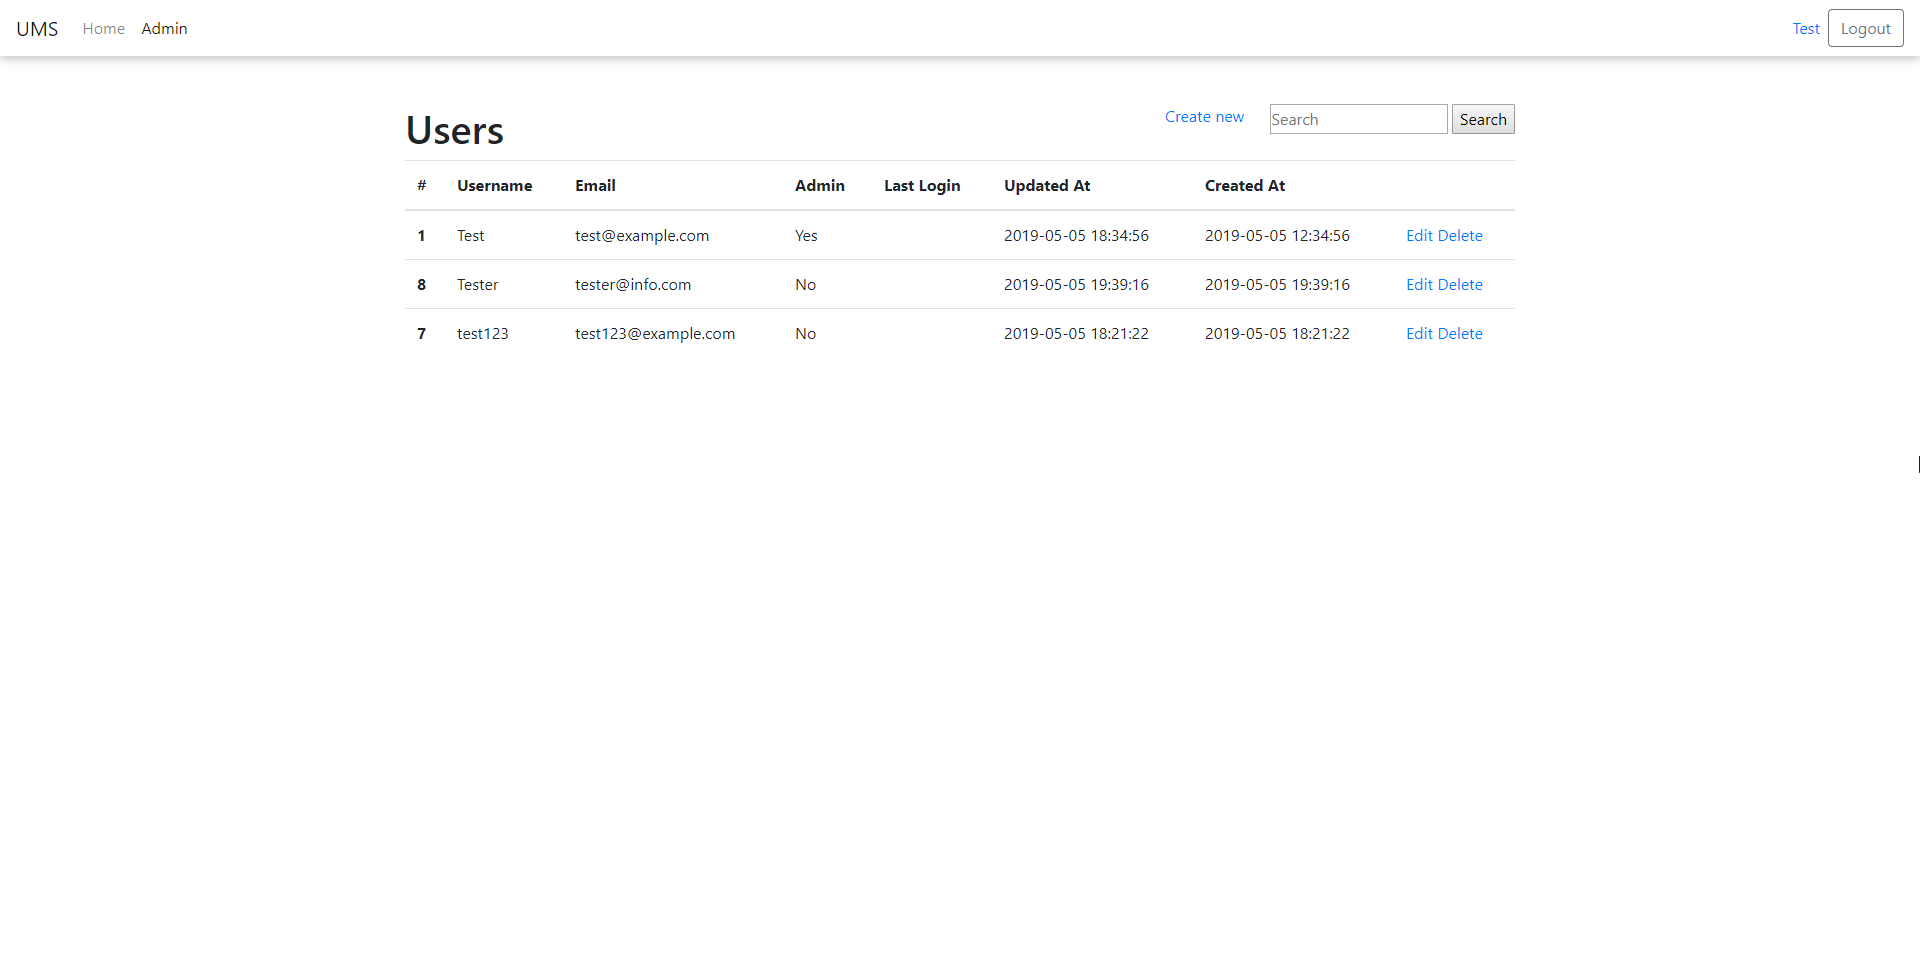 UMS Home Admin Test Logout
Users Create new Search Search
# Username Email Admin Last Login Updated At Created At
1 Test test@example.com Yes 2019-05-05 18:34:56 2019-05-05 12:34:56 Edit Delete
8 Tester tester@info.com No 2019-05-05 19:39:16 2019-05-05 19:39:16 Edit Delete
7 test123 test123@example.com No 2019-05-05 18:21:22 2019-05-05 18:21:22 Edit Delete